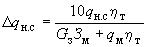 Δqн.с = 10qн.с ηт / (Gз Зм + qм ηт)